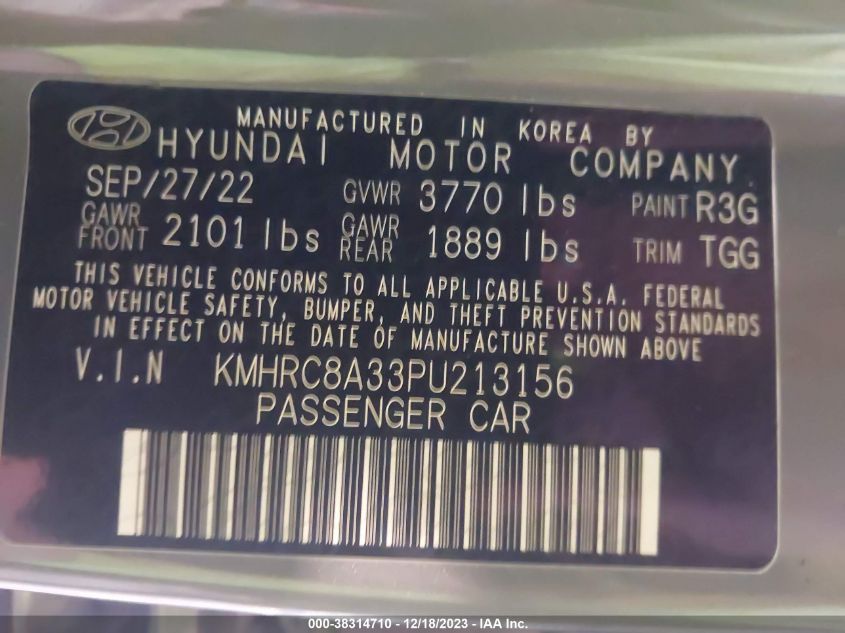 MANUFACTURED IN KOREA BY
HYUNDAI MOTOR COMPANY
SEP/27/22 GVWR 3770 lbs PAINT R3G
GAWR FRONT 2101 lbs GAWR REAR 1889 lbs TRIM TGG
THIS VEHICLE CONFORMS TO ALL APPLICABLE U.S.A. FEDERAL
MOTOR VEHICLE SAFETY, BUMPER, AND THEFT PREVENTION STANDARDS
IN EFFECT ON THE DATE OF MANUFACTURE SHOWN ABOVE
V.I.N KMHRC8A33PU213156
PASSENGER CAR
000-38314710 / 12/18/2023 - IAA Inc.